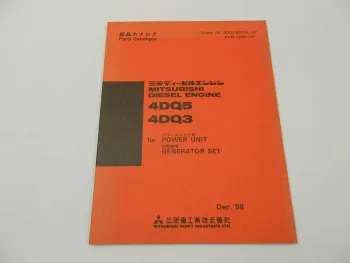 部品カタログ
Parts Catalogue
三菱ディーゼルエンジン
MITSUBISHI
DIESEL ENGINE
4DQ5
4DQ3
for POWER UNIT
GENERATOR SET
Dec.'88
三菱重工業株式会社
MITSUBISHI HEAVY INDUSTRIES, LTD.